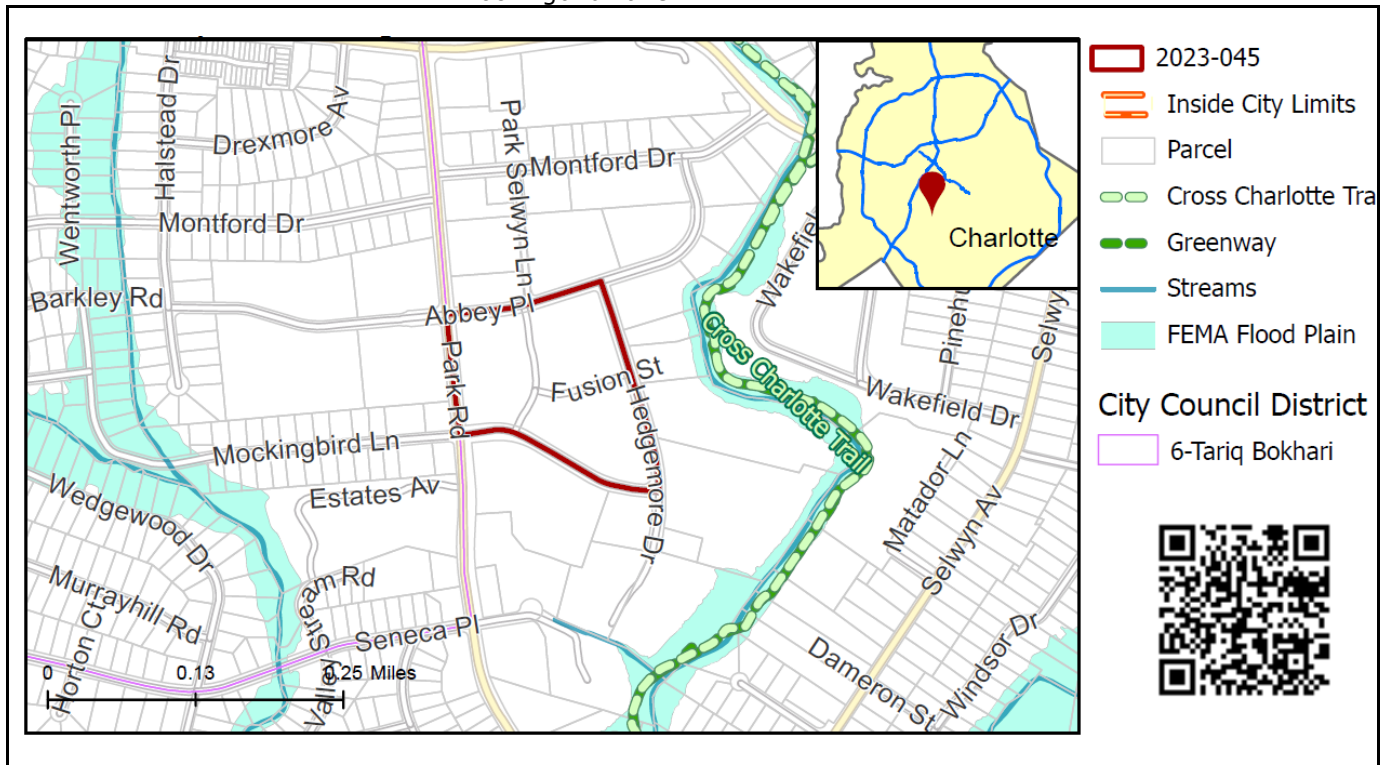 2023-045
Inside City Limits
Parcel
Cross Charlotte Tra
Greenway
Streams
FEMA Flood Plain
City Council District
6-Tariq Bokhari
Charlotte
Wentworth Pl
Halstead Dr
Drexmore Av
Park Selwyn Ln
Montford Dr
Montford Dr
Barkley Rd
Abbey Pl
Park Rd
Fusion St
Hedgemore Dr
Mockingbird Ln
Estates Av
Wedgewood Dr
Murrayhill Rd
Horton Ct
Stream Valley Rd
Seneca Pl
Cross Charlotte Trail
Wakefiel
Wakefield Dr
Pinehu
Selwy
Matador Ln
Selwyn Av
Dameron St
Windsor Dr
0
0.13
0.25 Miles